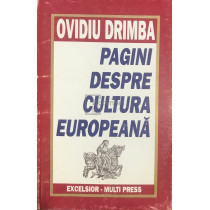 OVIDIU DRIMBA
PAGINI
DESPRE
CULTURA
EUROPEANĂ
EXCELSIOR - MULTI PRESS